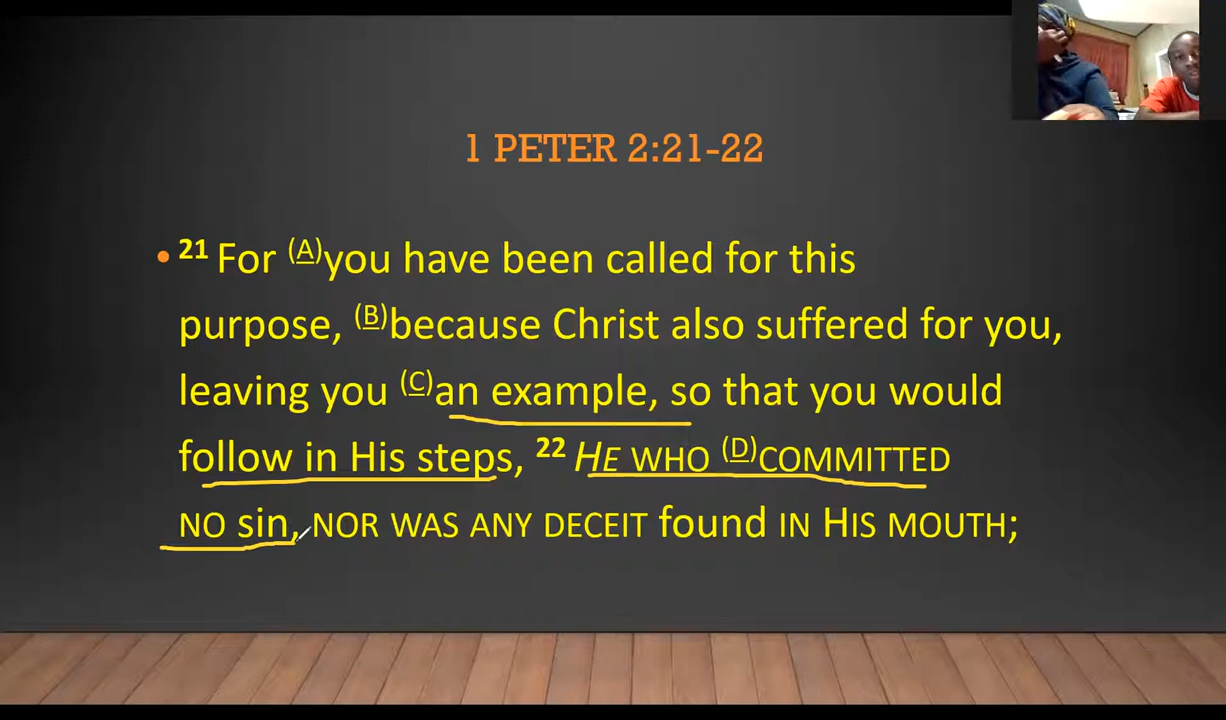 1 PETER 2:21-22
• 21 For (A)you have been called for this
purpose, (B)because Christ also suffered for you,
leaving you (C)an example, so that you would
follow in His steps, 22 HE WHO (D)COMMITTED
NO sin, NOR WAS ANY DECEIT found IN HIS MOUTH;